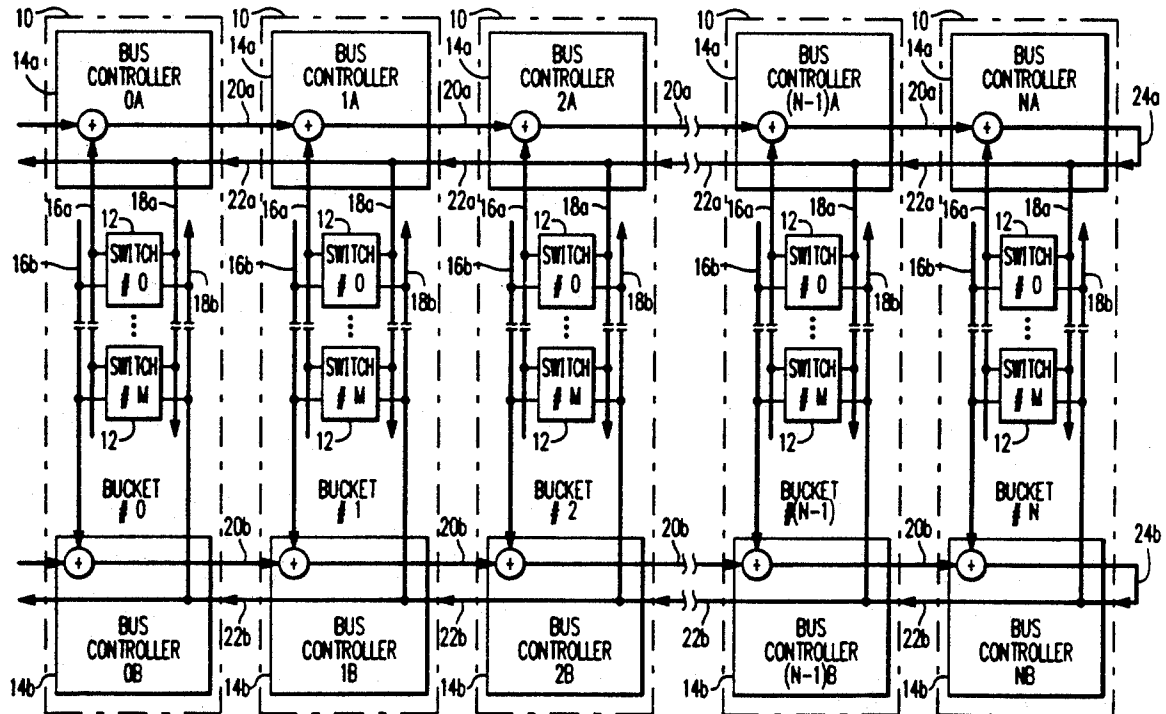 10 10 10 10 10
14a BUS CONTROLLER 0A
14a BUS CONTROLLER 1A
14a BUS CONTROLLER 2A
14a BUS CONTROLLER (N-1)A
14a BUS CONTROLLER NA
20a 20a 20a 20a 24a
+ + + + +
22a 22a 22a 22a
16a 18a 16a 18a 16a 18a 16a 18a 16a 18a
12 12 12 12 12
SWITCH # 0 SWITCH # 0 SWITCH # 0 SWITCH # 0 SWITCH # 0
16b 18b 16b 18b 16b 18b 16b 18b 16b 18b
SWITCH # M SWITCH # M SWITCH # M SWITCH # M SWITCH # M
12 12 12 12 12
BUCKET # 0
BUCKET # 1
BUCKET # 2
BUCKET #(N-1)
BUCKET # N
20b 20b 20b 20b 24b
+ + + + +
22b 22b 22b 22b
BUS CONTROLLER 0B
BUS CONTROLLER 1B
BUS CONTROLLER 2B
BUS CONTROLLER (N-1)B
BUS CONTROLLER NB
14b 14b 14b 14b 14b